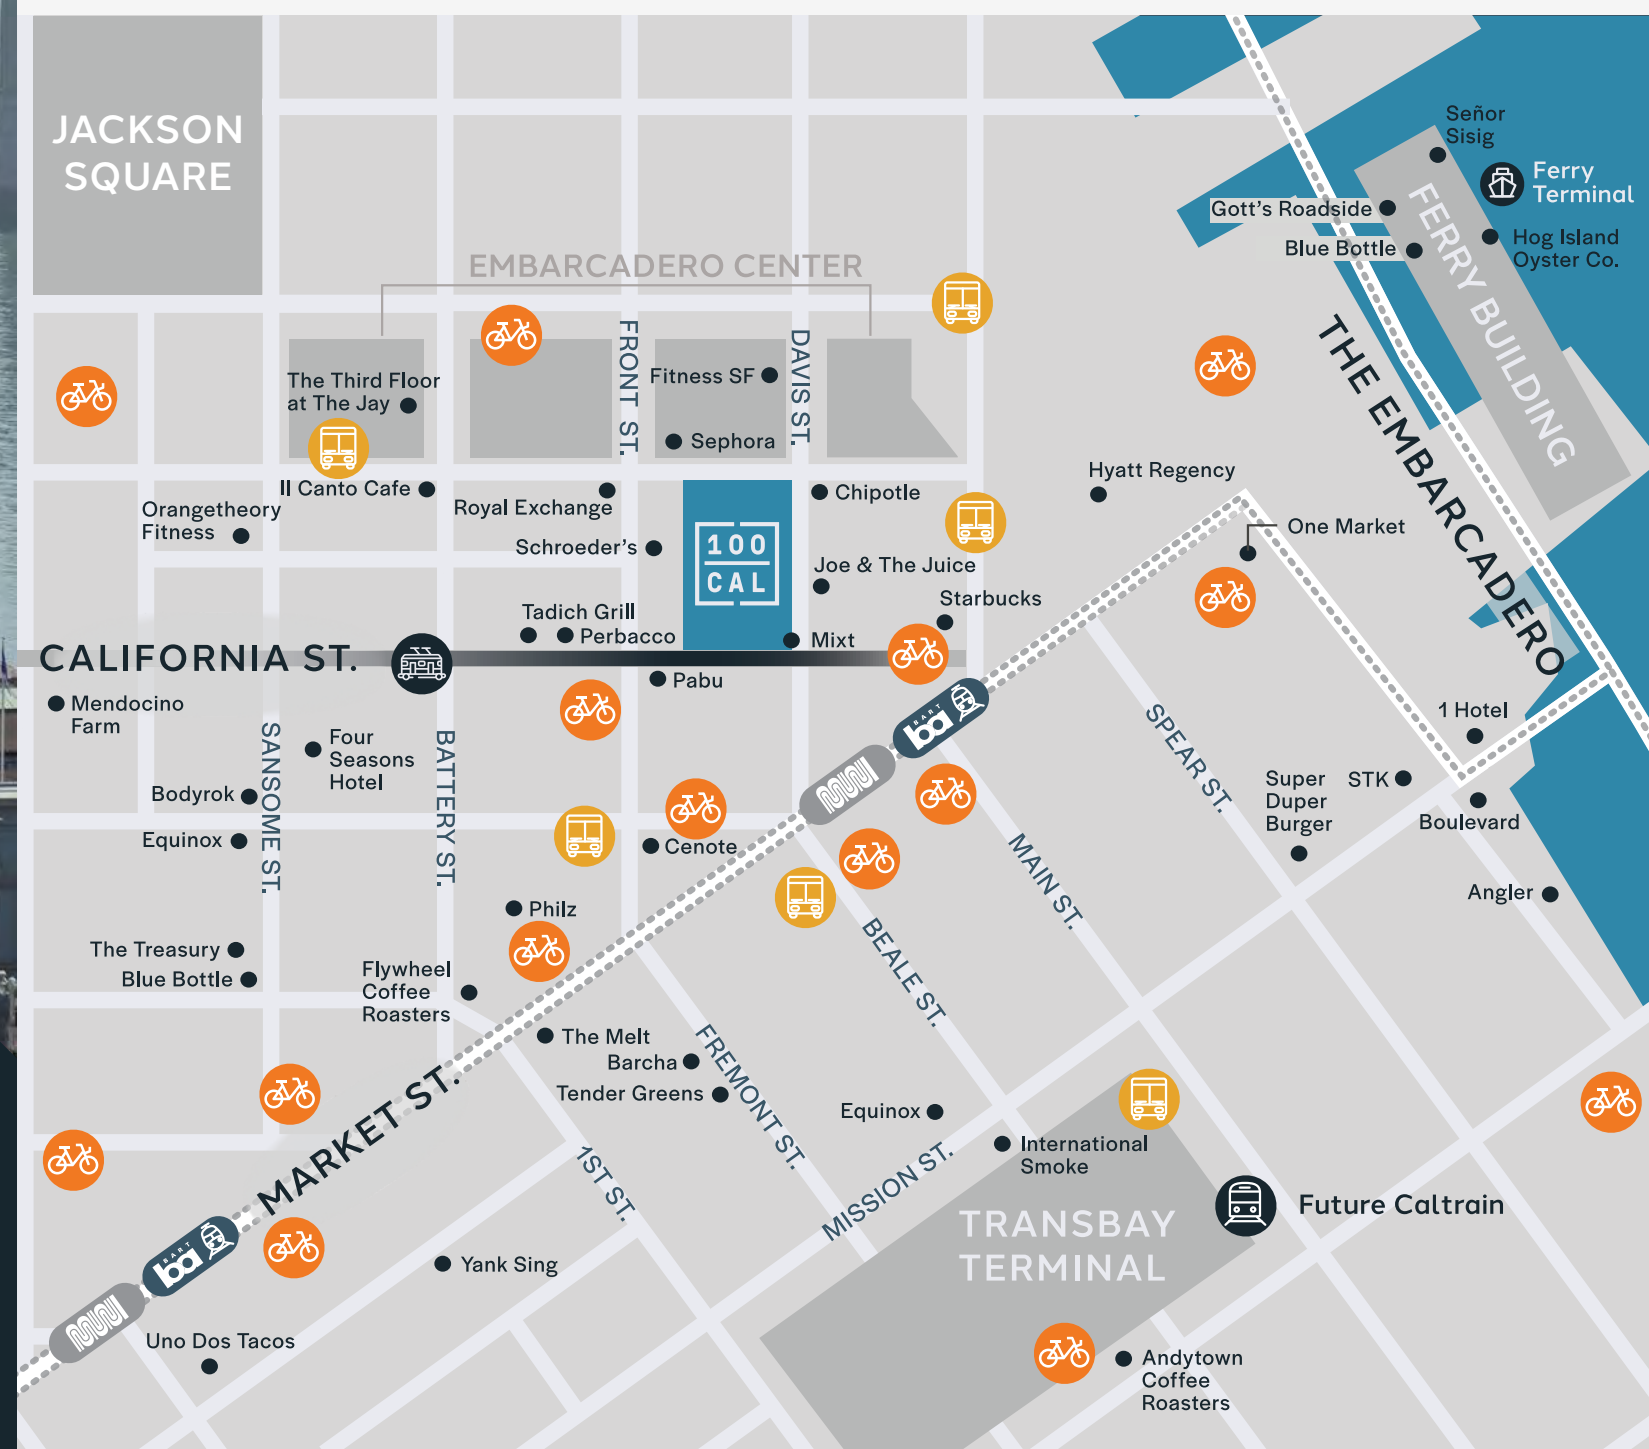 JACKSON
SQUARE
Señor
Sisig
Ferry
Terminal
Gott's Roadside
Blue Bottle
Hog Island
Oyster Co.
FERRY BUILDING
THE EMBARCADERO
EMBARCADERO CENTER
FRONT ST.
DAVIS ST.
The Third Floor
at The Jay
Fitness SF
Sephora
Il Canto Cafe
Royal Exchange
Chipotle
Hyatt Regency
Orangetheory
Fitness
One Market
Schroeder's
100
CAL
Joe & The Juice
Starbucks
Tadich Grill
Perbacco
Mixt
CALIFORNIA ST.
Pabu
Mendocino
Farm
Four
Seasons
Hotel
SANSOME ST.
BATTERY ST.
BART
ba
SPEAR ST.
1 Hotel
Bodyrok
MUNI
Super
Duper
Burger
STK
Boulevard
Equinox
Cenote
MAIN ST.
Angler
Philz
BEALE ST.
The Treasury
Blue Bottle
Flywheel
Coffee
Roasters
The Melt
Barcha
Tender Greens
FREMONT ST.
MARKET ST.
Equinox
International
Smoke
1ST ST.
MISSION ST.
TRANSBAY
TERMINAL
Future Caltrain
BART
ba
Yank Sing
MUNI
Uno Dos Tacos
Andytown
Coffee
Roasters